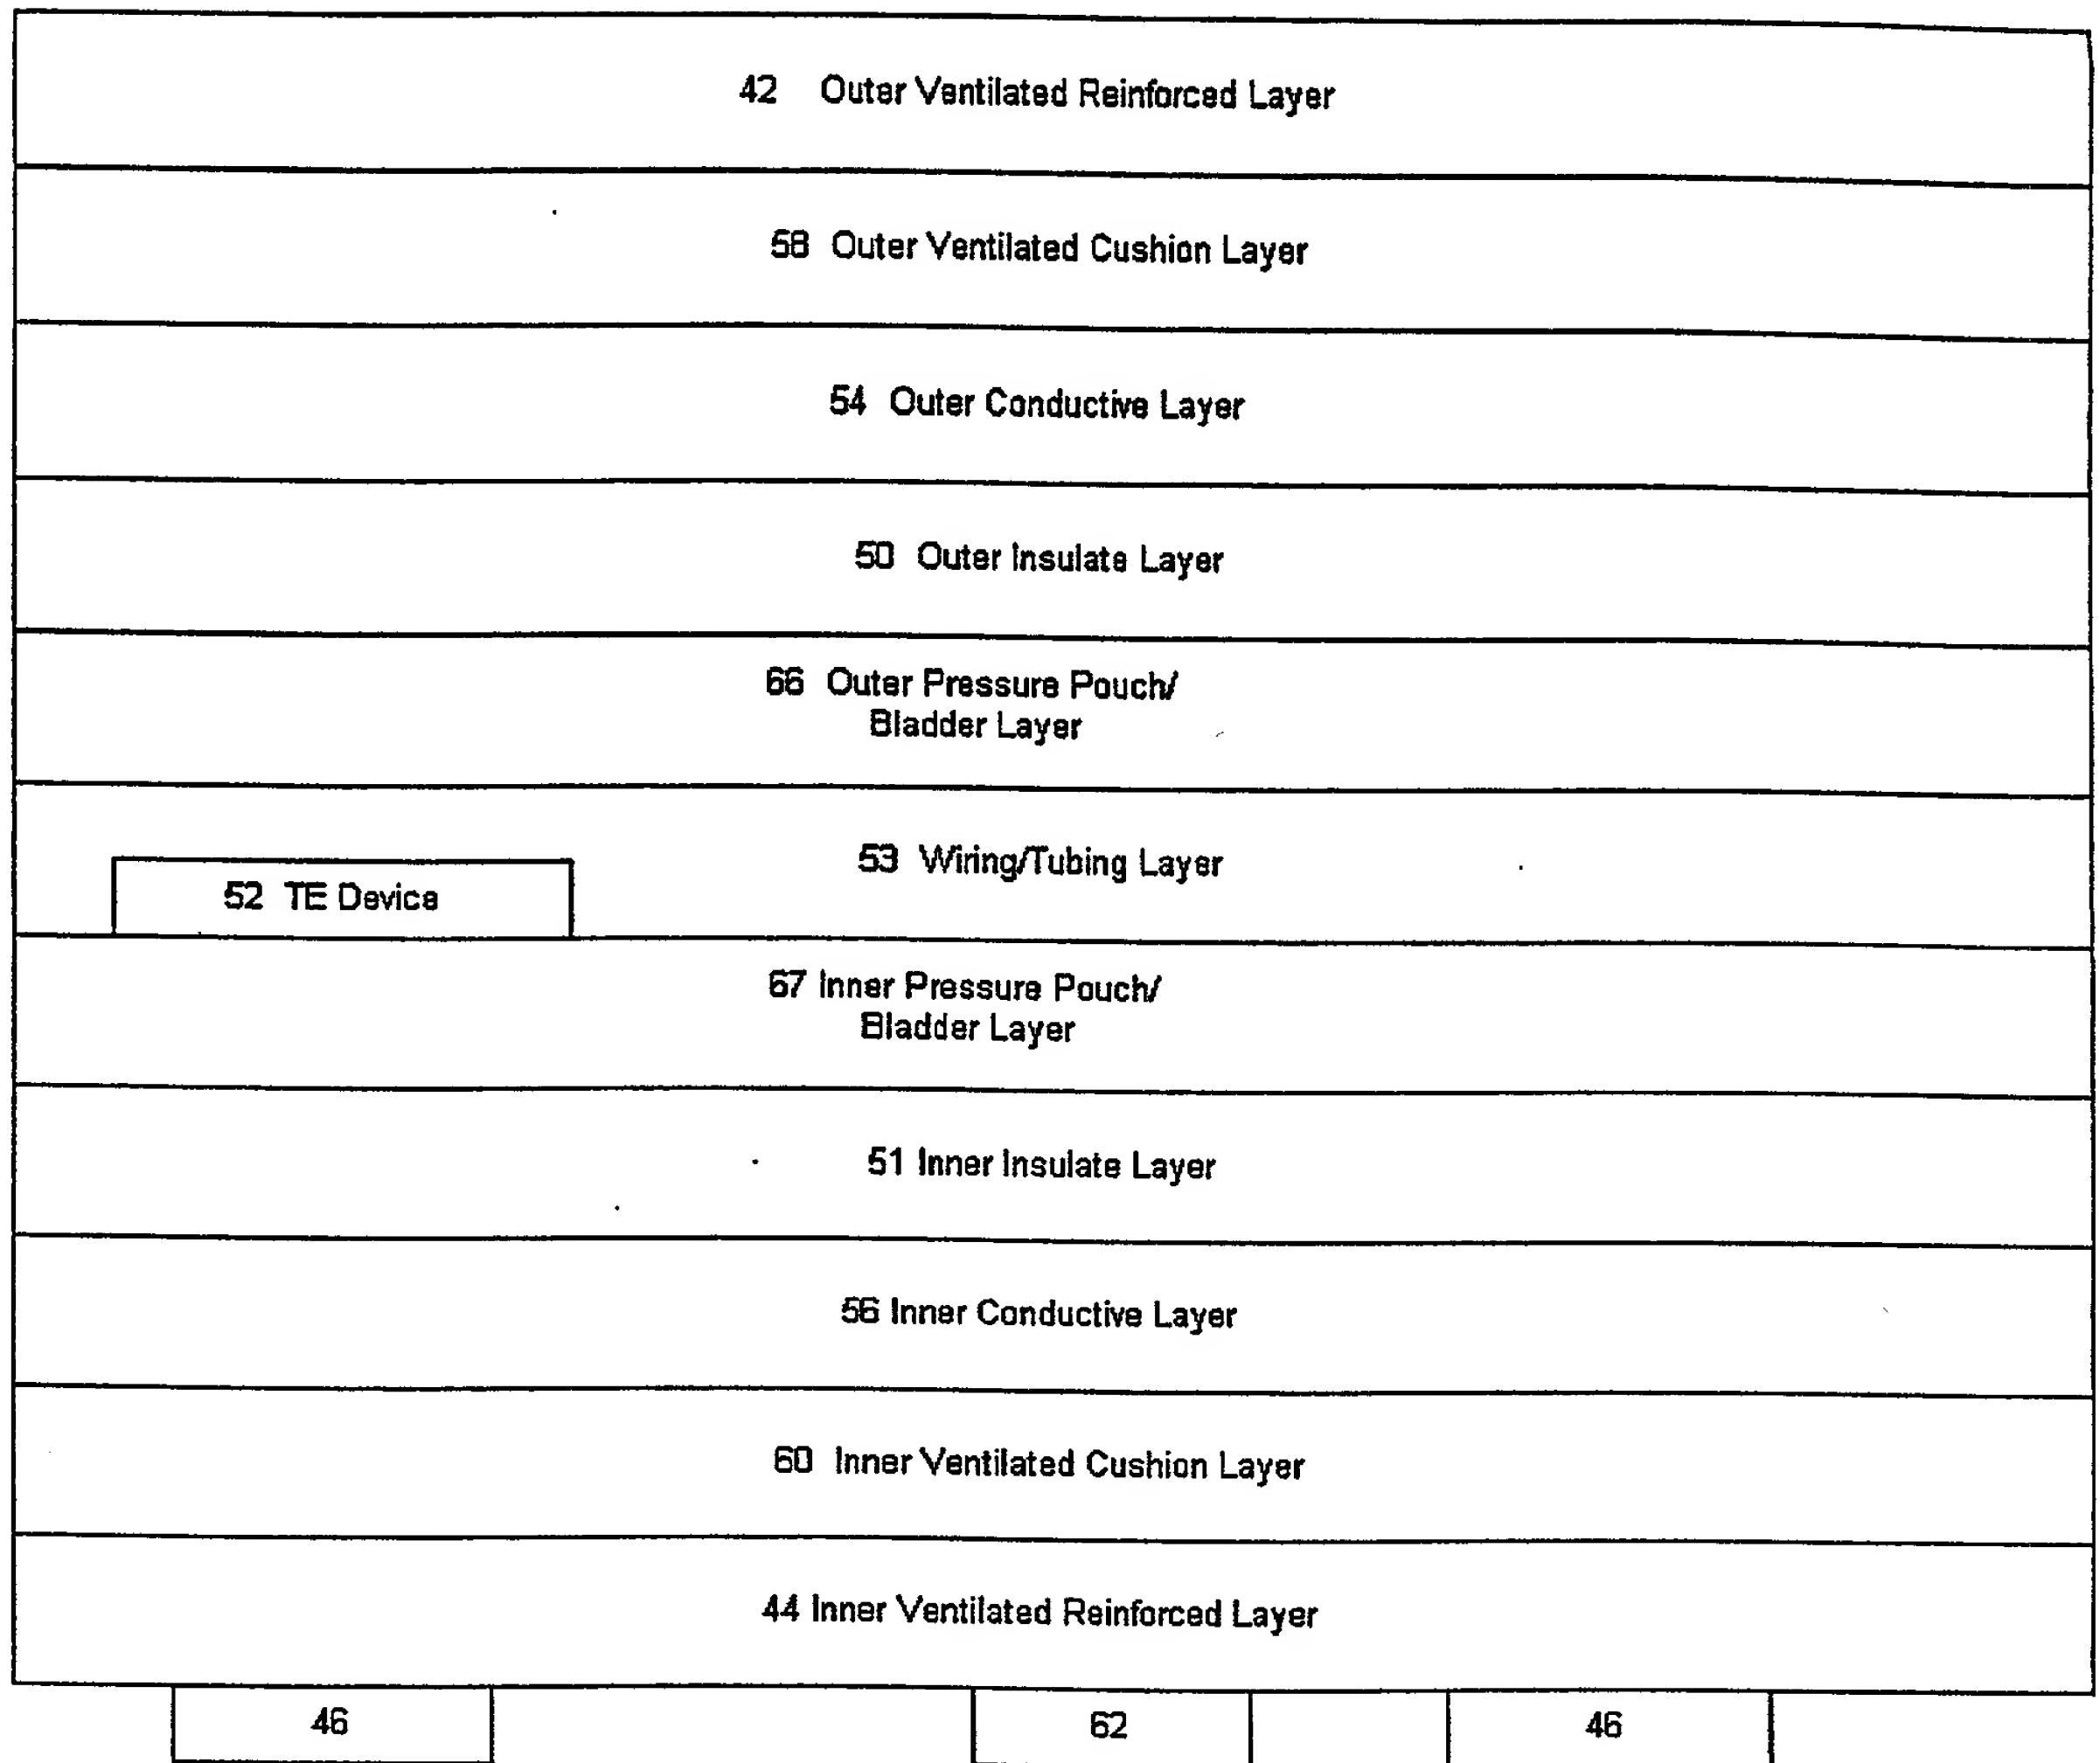 42 Outer Ventilated Reinforced Layer
58 Outer Ventilated Cushion Layer
54 Outer Conductive Layer
50 Outer Insulate Layer
66 Outer Pressure Pouch/
Bladder Layer
53 Wiring/Tubing Layer
52 TE Device
67 Inner Pressure Pouch/
Bladder Layer
51 Inner Insulate Layer
56 Inner Conductive Layer
60 Inner Ventilated Cushion Layer
44 Inner Ventilated Reinforced Layer
46 62 46